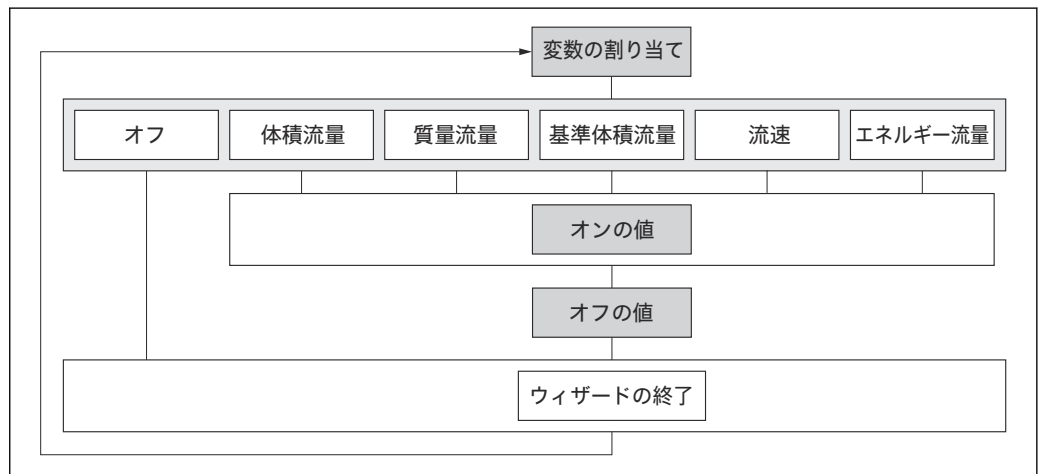 変数の割り当て
オフ
体積流量
質量流量
基準体積流量
流速
エネルギー流量
オンの値
オフの値
ウィザードの終了